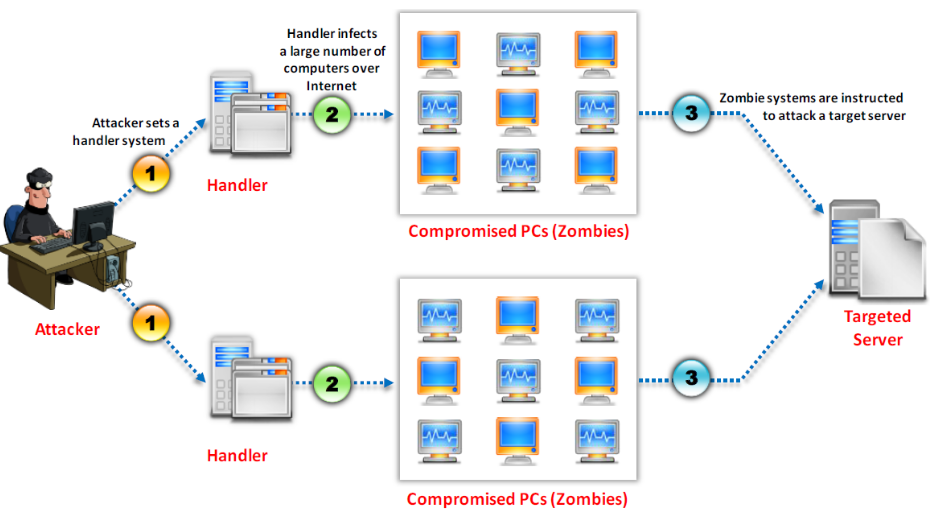 Handler infects
a large number of
computers over
Internet
Attacker sets a
handler system
1
Handler
2
Compromised PCs (Zombies)
3
Zombie systems are instructed
to attack a target server
Attacker
1
Handler
2
Compromised PCs (Zombies)
3
Targeted
Server